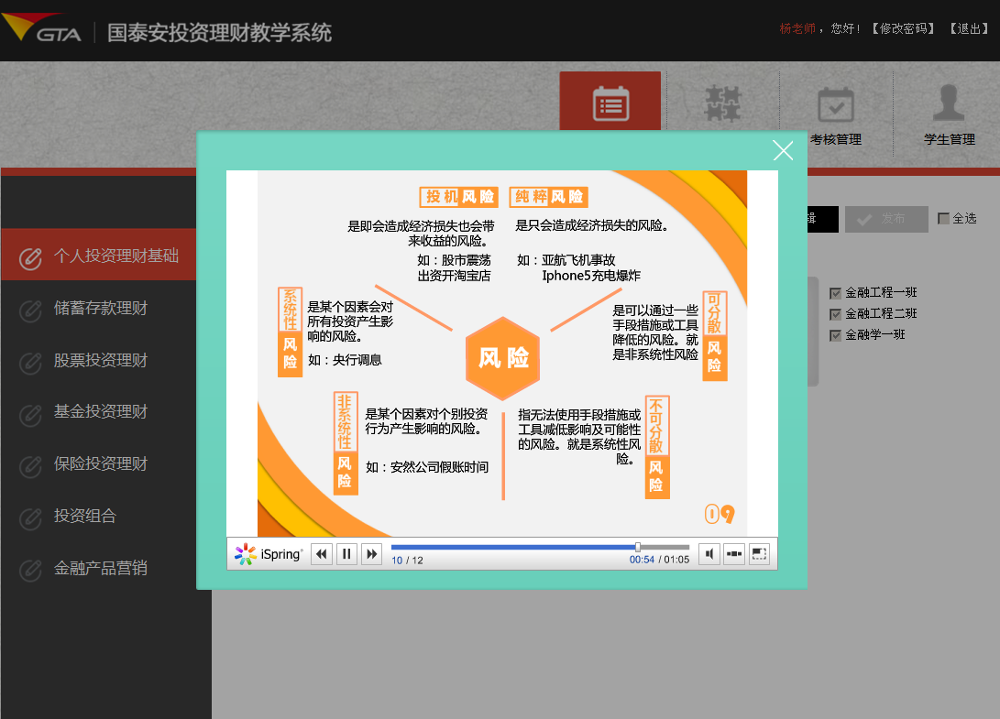 GTA
国泰安投资理财教学系统
杨老师，您好！【修改密码】 【退出】
考核管理
学生管理
发布
全选
个人投资理财基础
储蓄存款理财
股票投资理财
基金投资理财
保险投资理财
投资组合
金融产品营销
金融工程一班
金融工程二班
金融学一班
投机风险
是即会造成经济损失也会带
来收益的风险。
如：股市震荡
出资开淘宝店
纯粹风险
是只会造成经济损失的风险。
如：亚航飞机事故
Iphone5充电爆炸
系统性风险
是某个因素会对
所有投资产生影
响的风险。
如：央行调息
风险
是可以通过一些
手段措施或工具
降低的风险。就
是非系统性风险
可分散风险
非系统性风险
是某个因素对个别投资
行为产生影响的风险。
如：安然公司假账时间
指无法使用手段措施或
工具减低影响及可能性
的风险。就是系统性风
险。
不可分散风险
09
iSpring
10 / 12
00:54 / 01:05